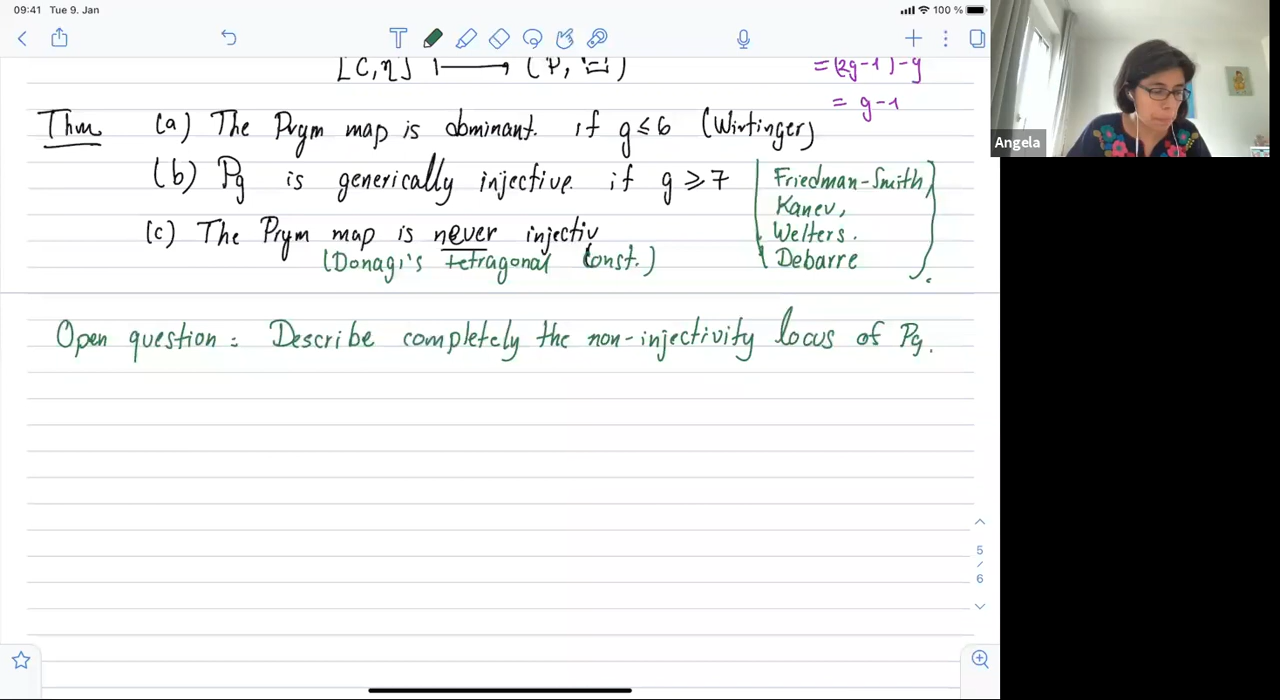 09:41 Tue 9. Jan
100 %
[C,η] ⟼ (P, Ξ)
= (2g-1)-g
= g-1
Thm (a) The Prym map is dominant. if g≤6 (Wirtinger)
(b) Pg is generically injective. if g ≥7
Friedman-Smith,
Kanev,
Welters.
Debarre
(c) The Prym map is never injectiv
(Donagi's tetragonal Const.)
Open question: Describe completely the non-injectivity locus of Pg.
5
/
6
Angela